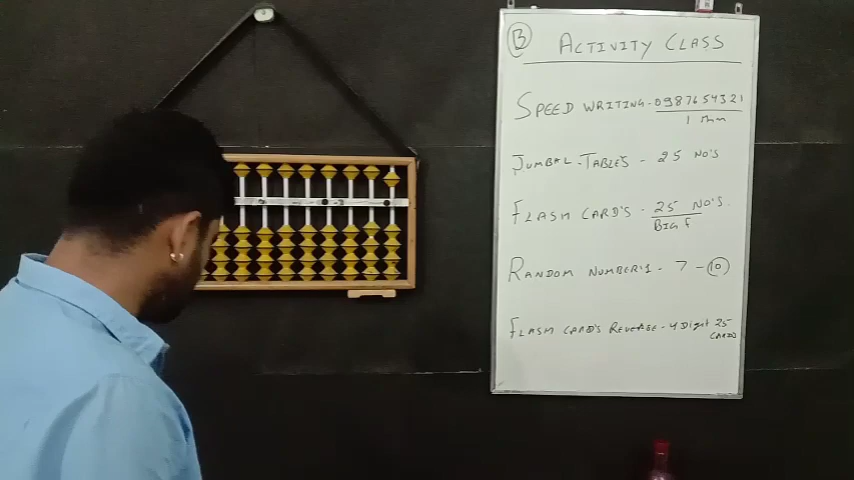 B ACTIVITY CLASS
SPEED WRITING - 0987654321
1 Min
JUMBAL - TABLES - 25 NO'S
FLASH CARD'S - 25 NO'S.
BIG F
RANDOM NUMBER'S - 7 - 10
FLASH CARD'S REVERSE - 4 Digit 25
CARDS